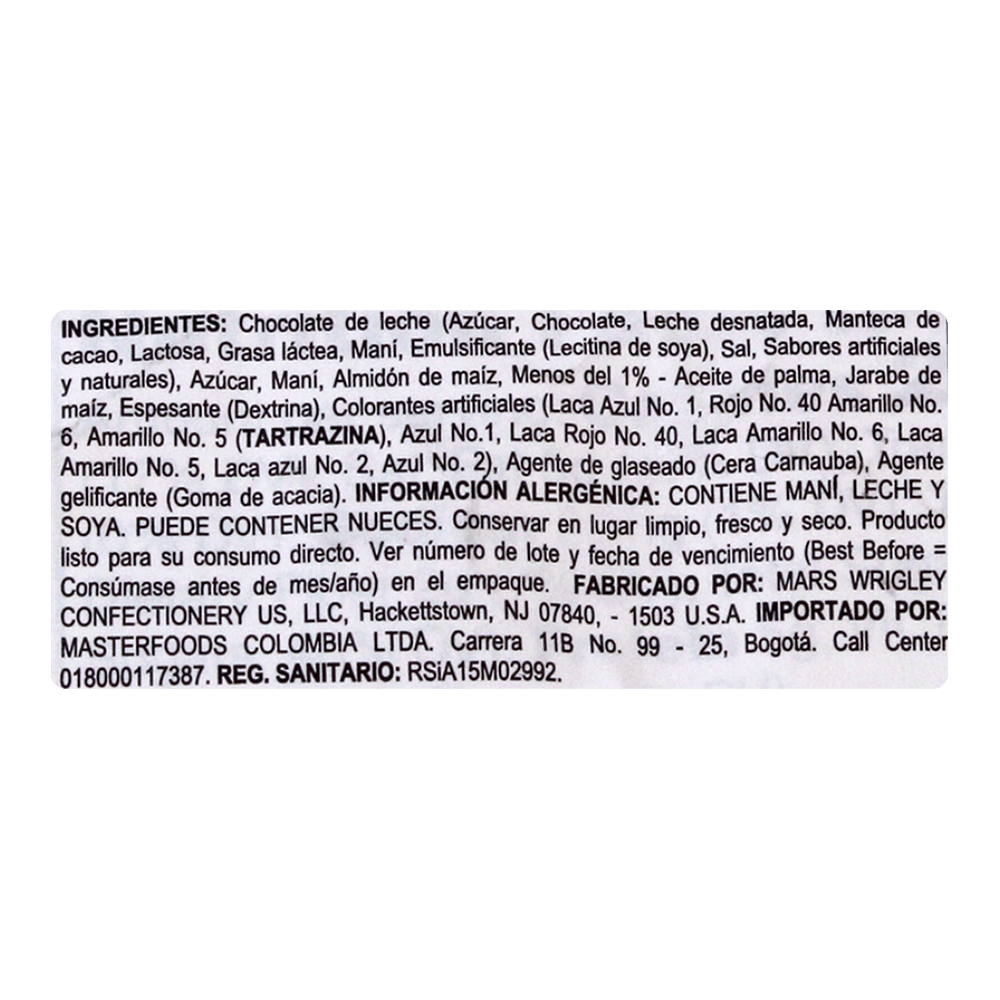 INGREDIENTES: Chocolate de leche (Azúcar, Chocolate, Leche desnatada, Manteca de
cacao, Lactosa, Grasa láctea, Maní, Emulsificante (Lecitina de soya), Sal, Sabores artificiales
y naturales), Azúcar, Maní, Almidón de maíz, Menos del 1% - Aceite de palma, Jarabe de
maíz, Espesante (Dextrina), Colorantes artificiales (Laca Azul No. 1, Rojo No. 40 Amarillo No.
6, Amarillo No. 5 (TARTRAZINA), Azul No.1, Laca Rojo No. 40, Laca Amarillo No. 6, Laca
Amarillo No. 5, Laca azul No. 2, Azul No. 2), Agente de glaseado (Cera Carnauba), Agente
gelificante (Goma de acacia). INFORMACIÓN ALERGÉNICA: CONTIENE MANÍ, LECHE Y
SOYA. PUEDE CONTENER NUECES. Conservar en lugar limpio, fresco y seco. Producto
listo para su consumo directo. Ver número de lote y fecha de vencimiento (Best Before =
Consúmase antes de mes/año) en el empaque. FABRICADO POR: MARS WRIGLEY
CONFECTIONERY US, LLC, Hackettstown, NJ 07840, - 1503 U.S.A. IMPORTADO POR:
MASTERFOODS COLOMBIA LTDA. Carrera 11B No. 99 - 25, Bogotá. Call Center
018000117387. REG. SANITARIO: RSiA15M02992.